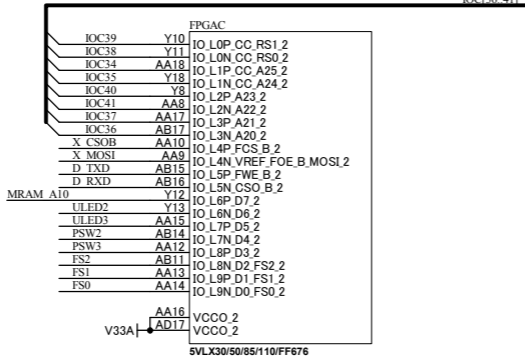 FPGAC
IOC39 Y10 IO_L0P_CC_RS1_2
IOC38 Y11 IO_L0N_CC_RS0_2
IOC34 AA18 IO_L1P_CC_A25_2
IOC35 Y18 IO_L1N_CC_A24_2
IOC40 Y8 IO_L2P_A23_2
IOC41 AA8 IO_L2N_A22_2
IOC37 AA17 IO_L3P_A21_2
IOC36 AB17 IO_L3N_A20_2
X_CSOB AA10 IO_L4P_FCS_B_2
X_MOSI AA9 IO_L4N_VREF_FOE_B_MOSI_2
D_TXD AB15 IO_L5P_FWE_B_2
D_RXD AB16 IO_L5N_CSO_B_2
MRAM_A10 Y12 IO_L6P_D7_2
ULED2 Y13 IO_L6N_D6_2
ULED3 AA15 IO_L7P_D5_2
PSW2 AB14 IO_L7N_D4_2
PSW3 AA12 IO_L8P_D3_2
FS2 AB11 IO_L8N_D2_FS2_2
FS1 AA13 IO_L9P_D1_FS1_2
FS0 AA14 IO_L9N_D0_FS0_2
AA16 VCCO_2
V33A AD17 VCCO_2
5VLX30/50/85/110/FF676